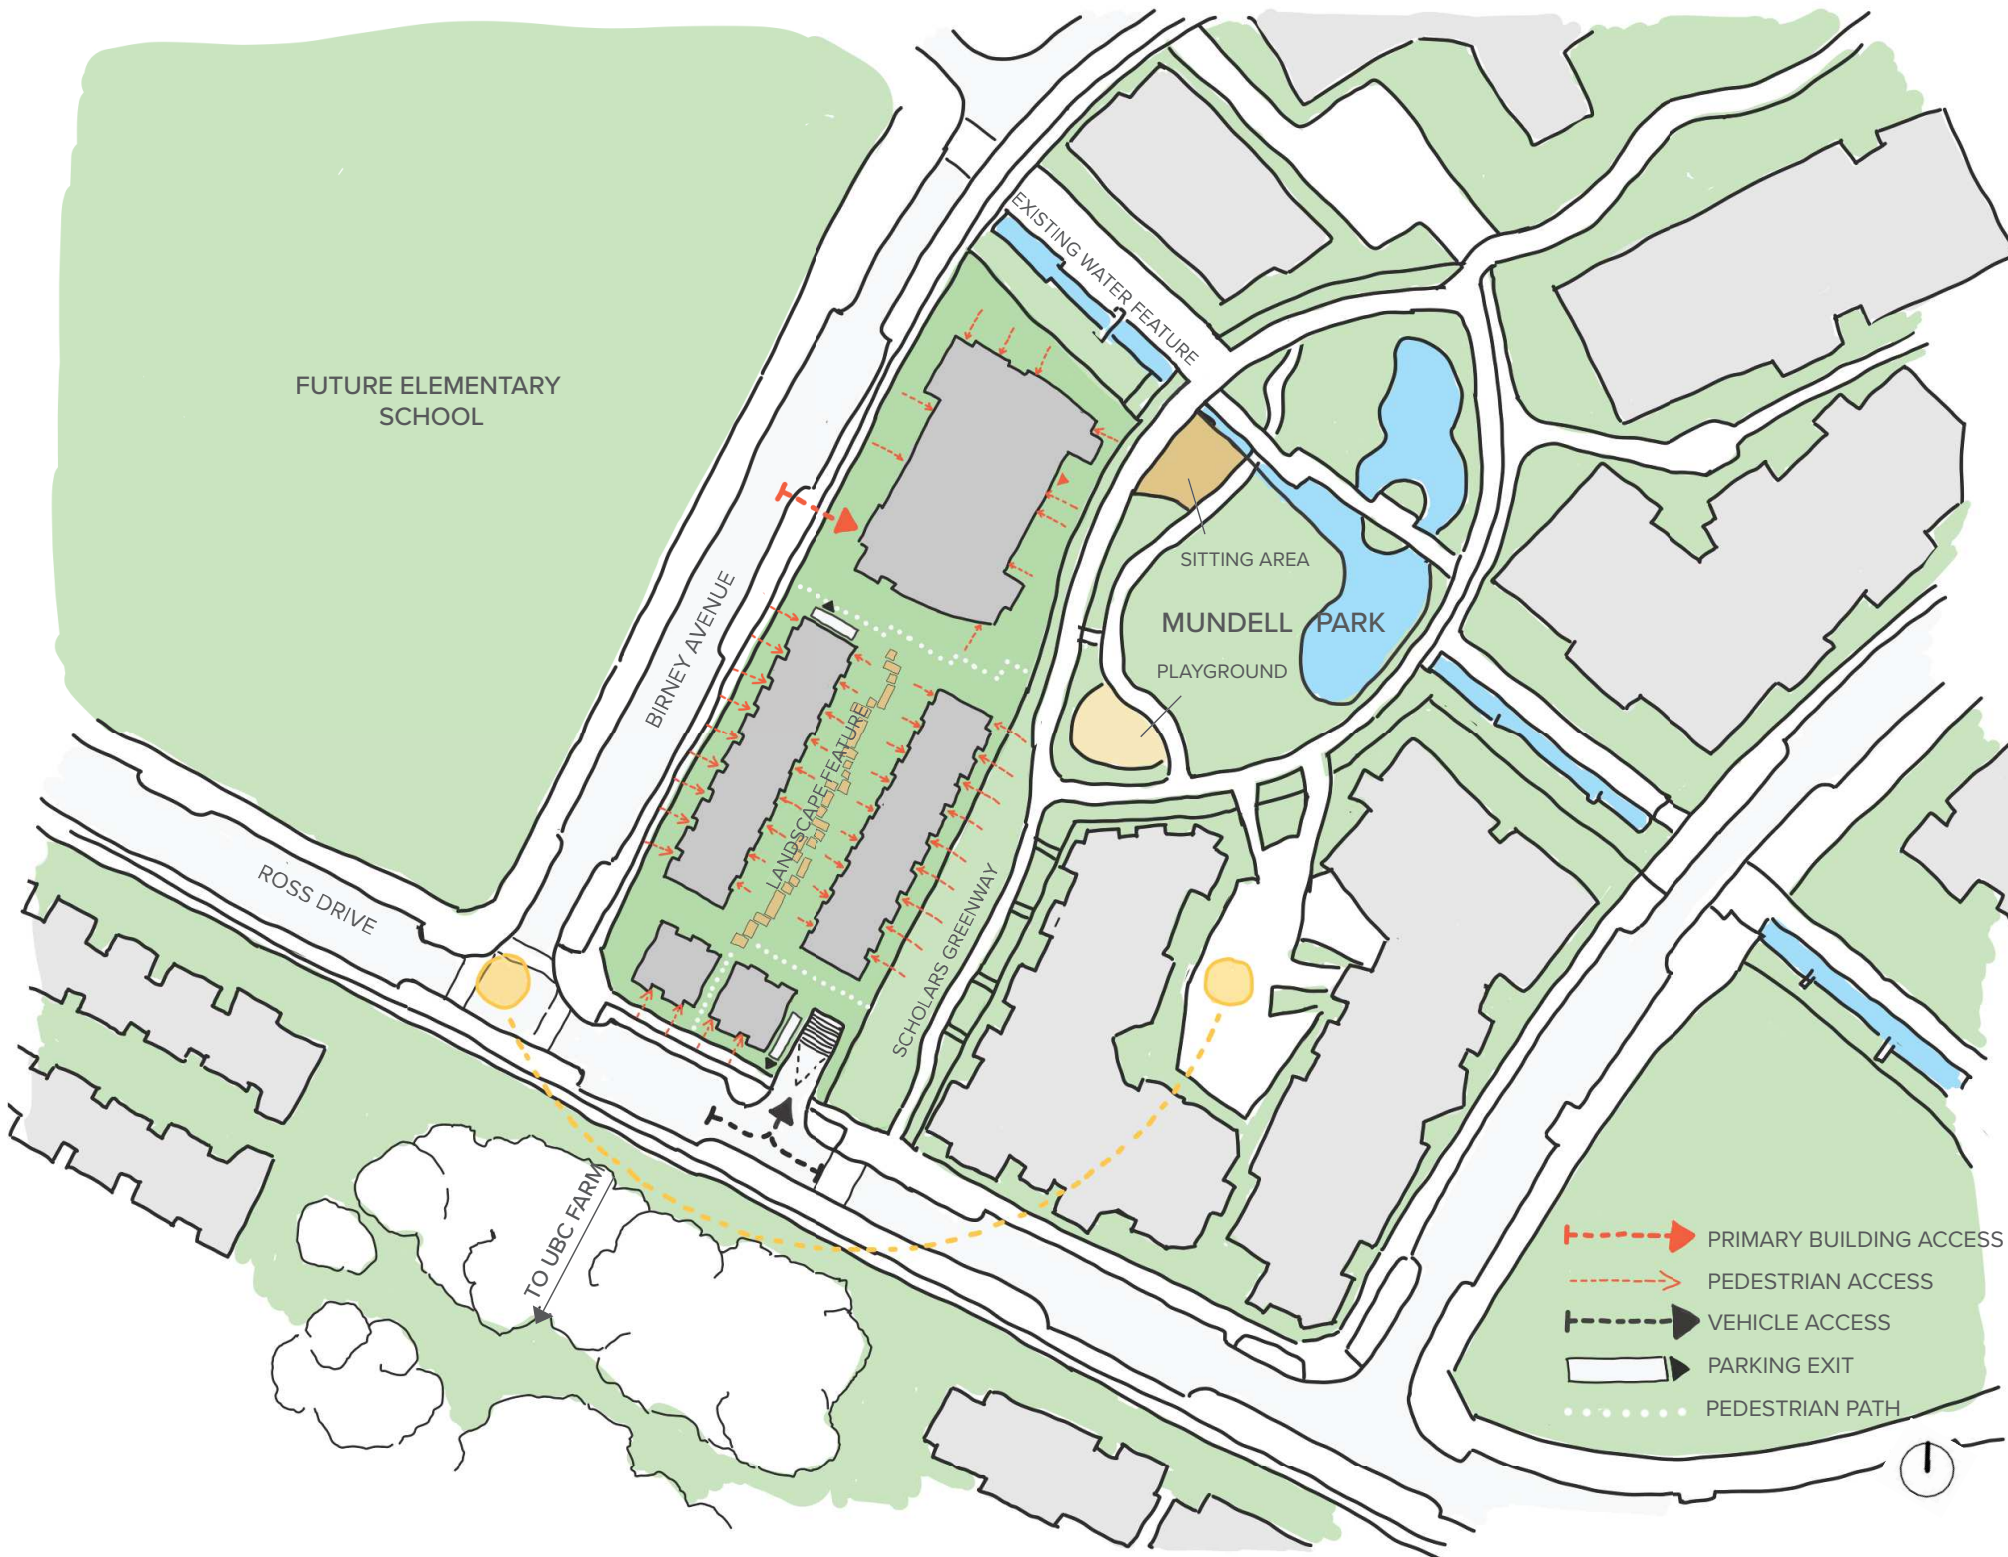 EXISTING WATER FEATURE
FUTURE ELEMENTARY
SCHOOL
SITTING AREA
MUNDELL PARK
BIRNEY AVENUE
PLAYGROUND
LANDSCAPE FEATURE
ROSS DRIVE
SCHOLARS GREENWAY
TO UBC FARM
PRIMARY BUILDING ACCESS
PEDESTRIAN ACCESS
VEHICLE ACCESS
PARKING EXIT
PEDESTRIAN PATH